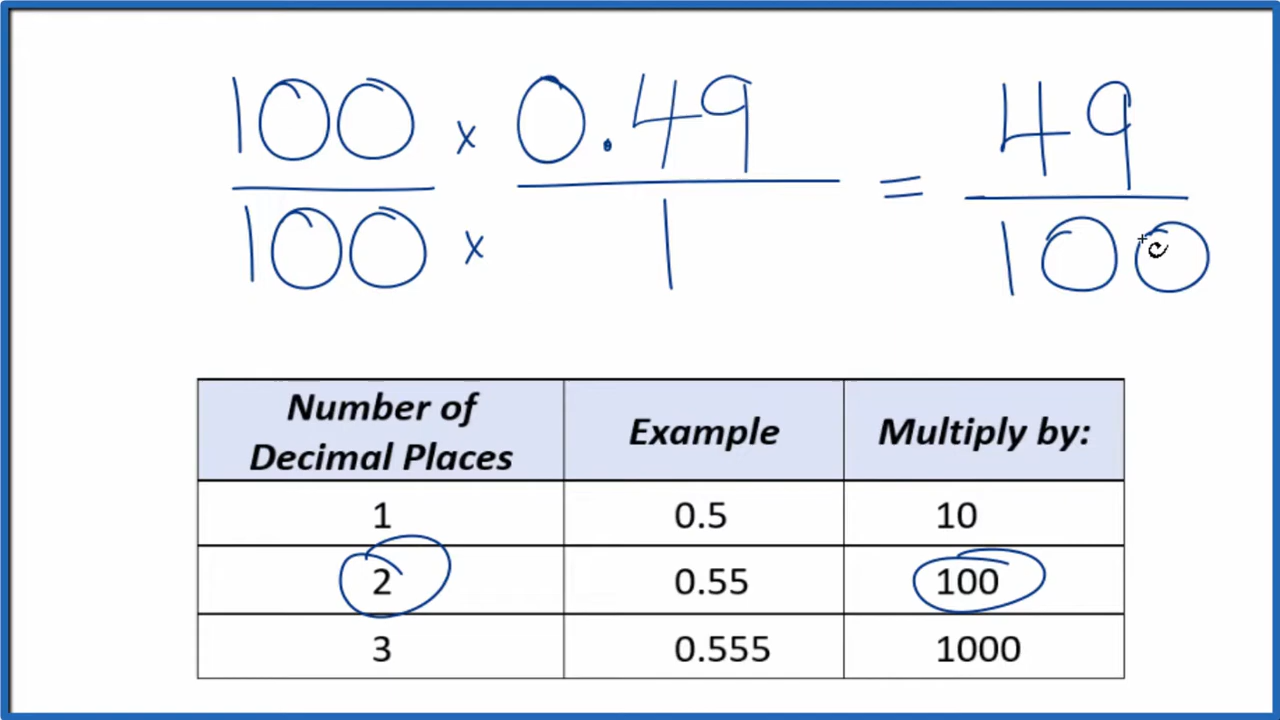 100 × 0.49 = 49
100 × 1 100
Number of Decimal Places Example Multiply by:
1 0.5 10
2 0.55 100
3 0.555 1000